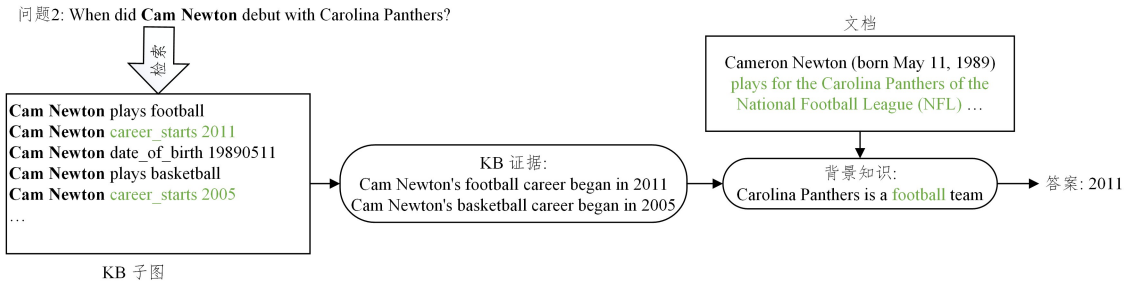 问题2: When did Cam Newton debut with Carolina Panthers?
检索
Cam Newton plays football
Cam Newton career_starts 2011
Cam Newton date_of_birth 19890511
Cam Newton plays basketball
Cam Newton career_starts 2005
…
KB 子图
KB 证据:
Cam Newton's football career began in 2011
Cam Newton's basketball career began in 2005
文档
Cameron Newton (born May 11, 1989)
plays for the Carolina Panthers of the
National Football League (NFL) …
背景知识:
Carolina Panthers is a football team
答案: 2011